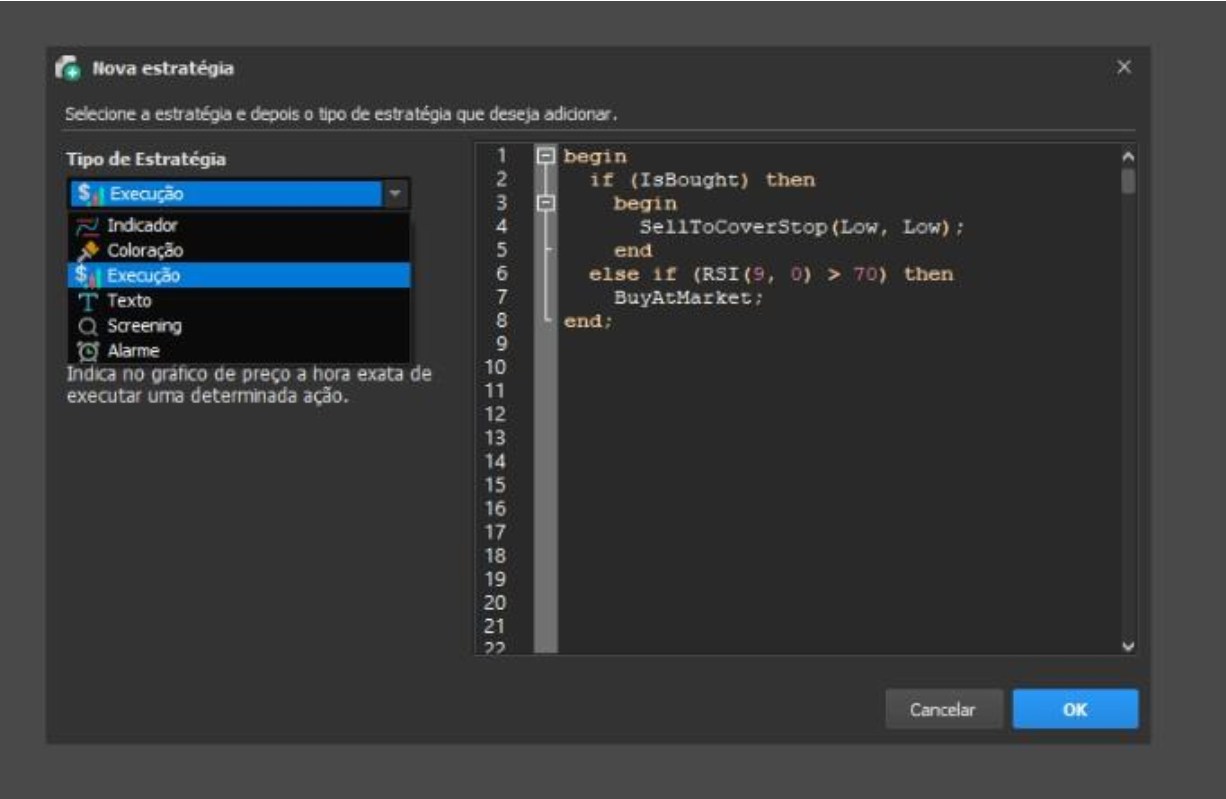 Nova estratégia
Selecione a estratégia e depois o tipo de estratégia que deseja adicionar.
Tipo de Estratégia
Execução
Indicador
Coloração
Execução
Texto
Screening
Alarme
Indica no gráfico de preço a hora exata de
executar uma determinada ação.
1 begin
2 if (IsBought) then
3 begin
4 SellToCoverStop(Low, Low);
5 end
6 else if (RSI(9, 0) > 70) then
7 BuyAtMarket;
8 end;
9
10
11
12
13
14
15
16
17
18
19
20
21
22
Cancelar
OK